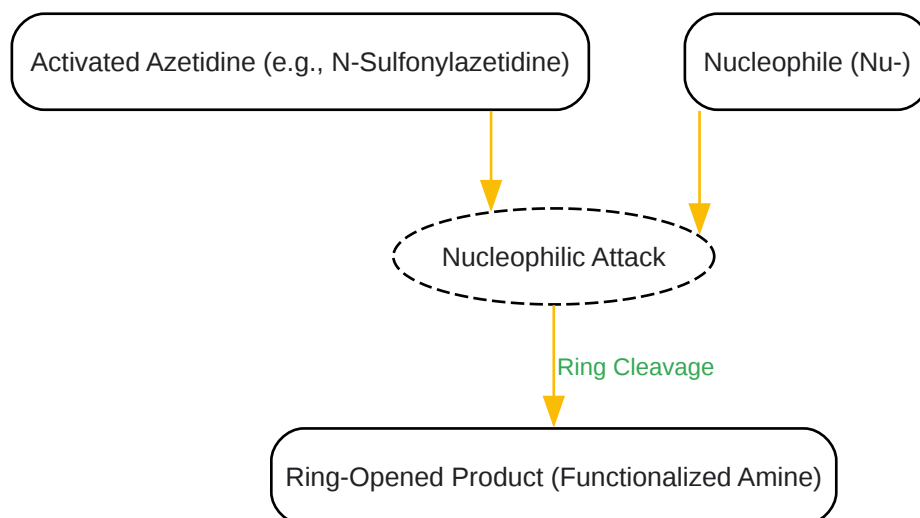 Activated Azetidine (e.g., N-Sulfonylazetidine)
Nucleophile (Nu-)
Nucleophilic Attack
Ring Cleavage
Ring-Opened Product (Functionalized Amine)